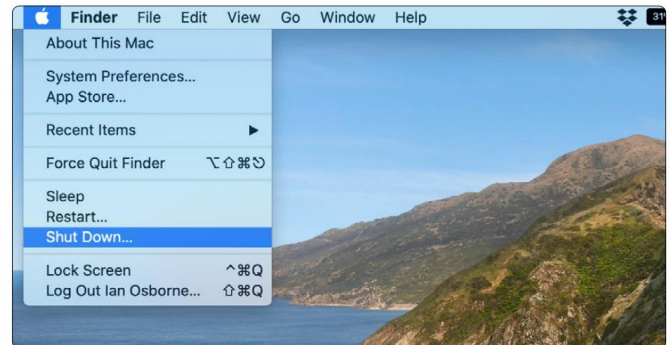 Finder File Edit View Go Window Help 31%
About This Mac
System Preferences...
App Store...
Recent Items ▶
Force Quit Finder ⌥⇧⌘⎋
Sleep
Restart...
Shut Down...
Lock Screen ^⌘Q
Log Out Ian Osborne... ⇧⌘Q